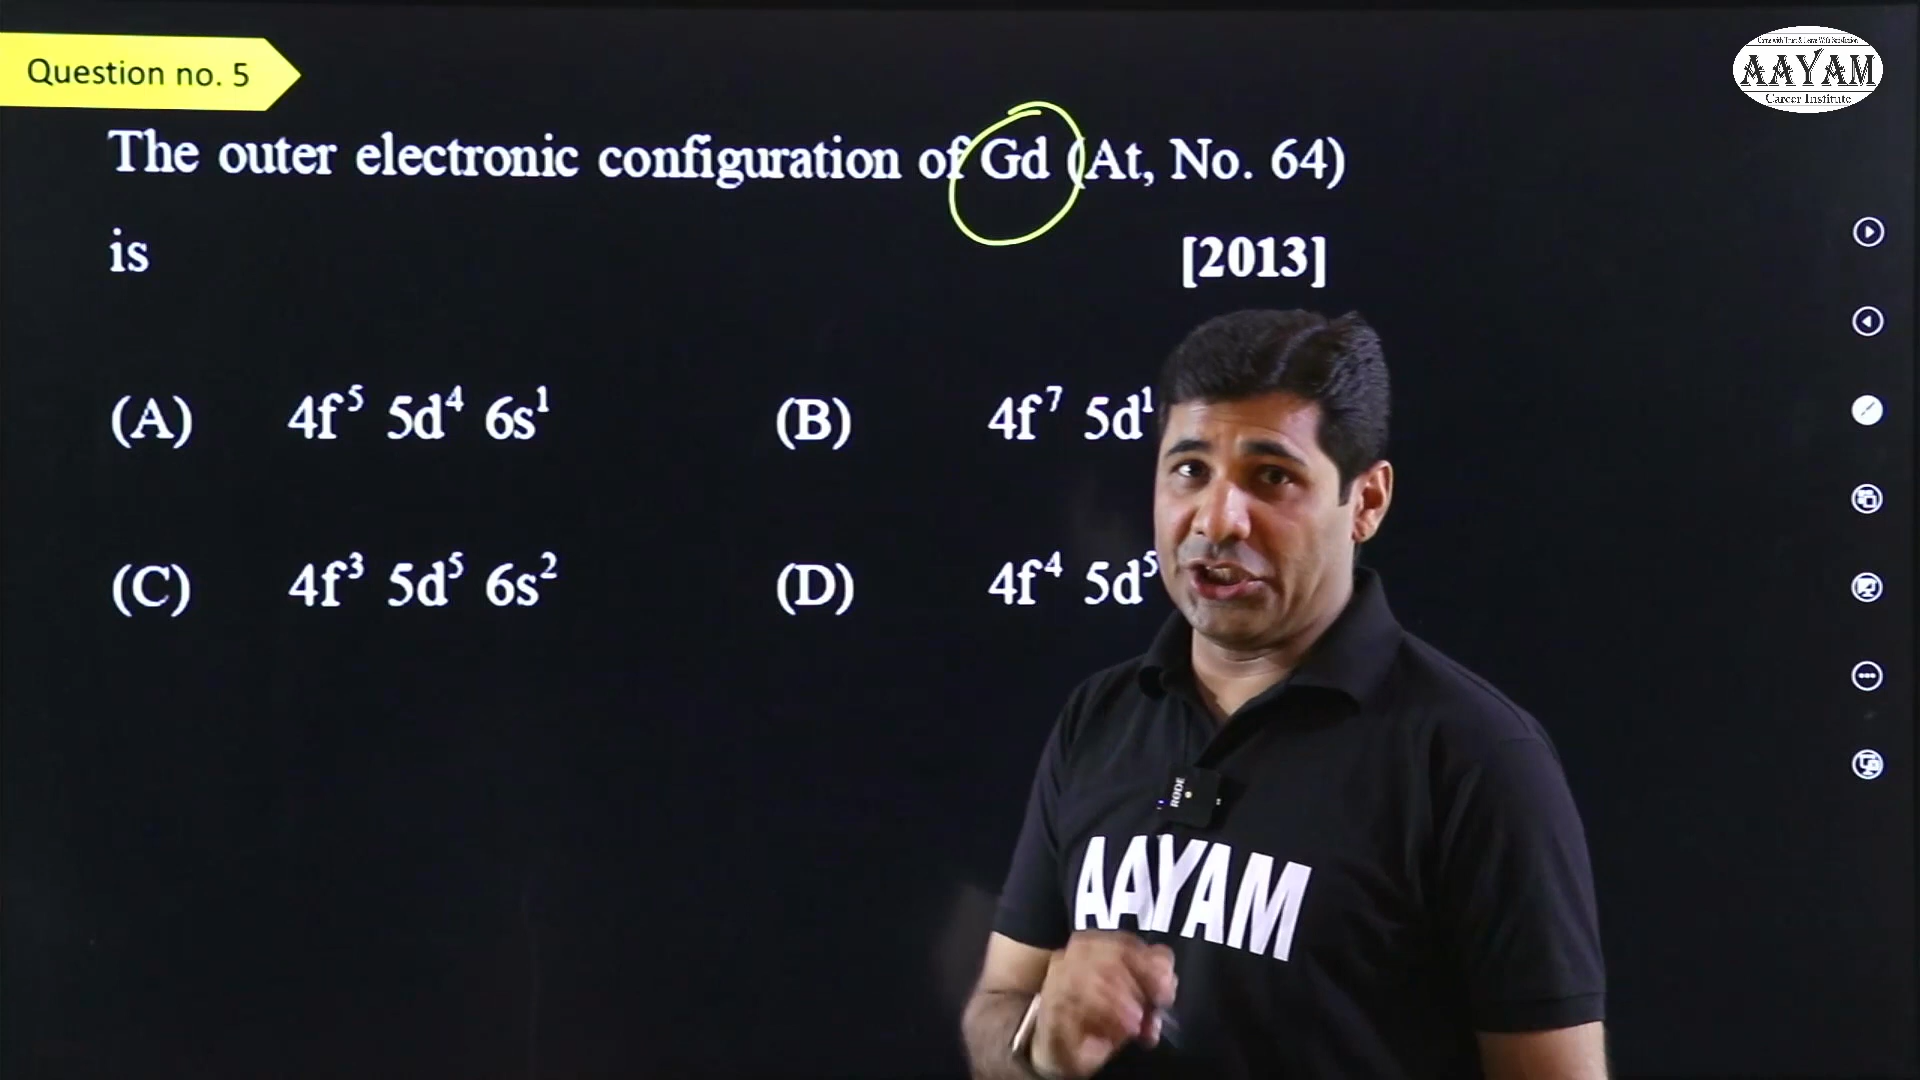 Question no. 5
AAYAM
Career Institute
The outer electronic configuration of Gd (At, No. 64)
is
[2013]
(A) 4f⁵ 5d⁴ 6s¹ (B) 4f⁷ 5d¹
(C) 4f³ 5d⁵ 6s² (D) 4f⁴ 5d⁵
RODE
AAYAM